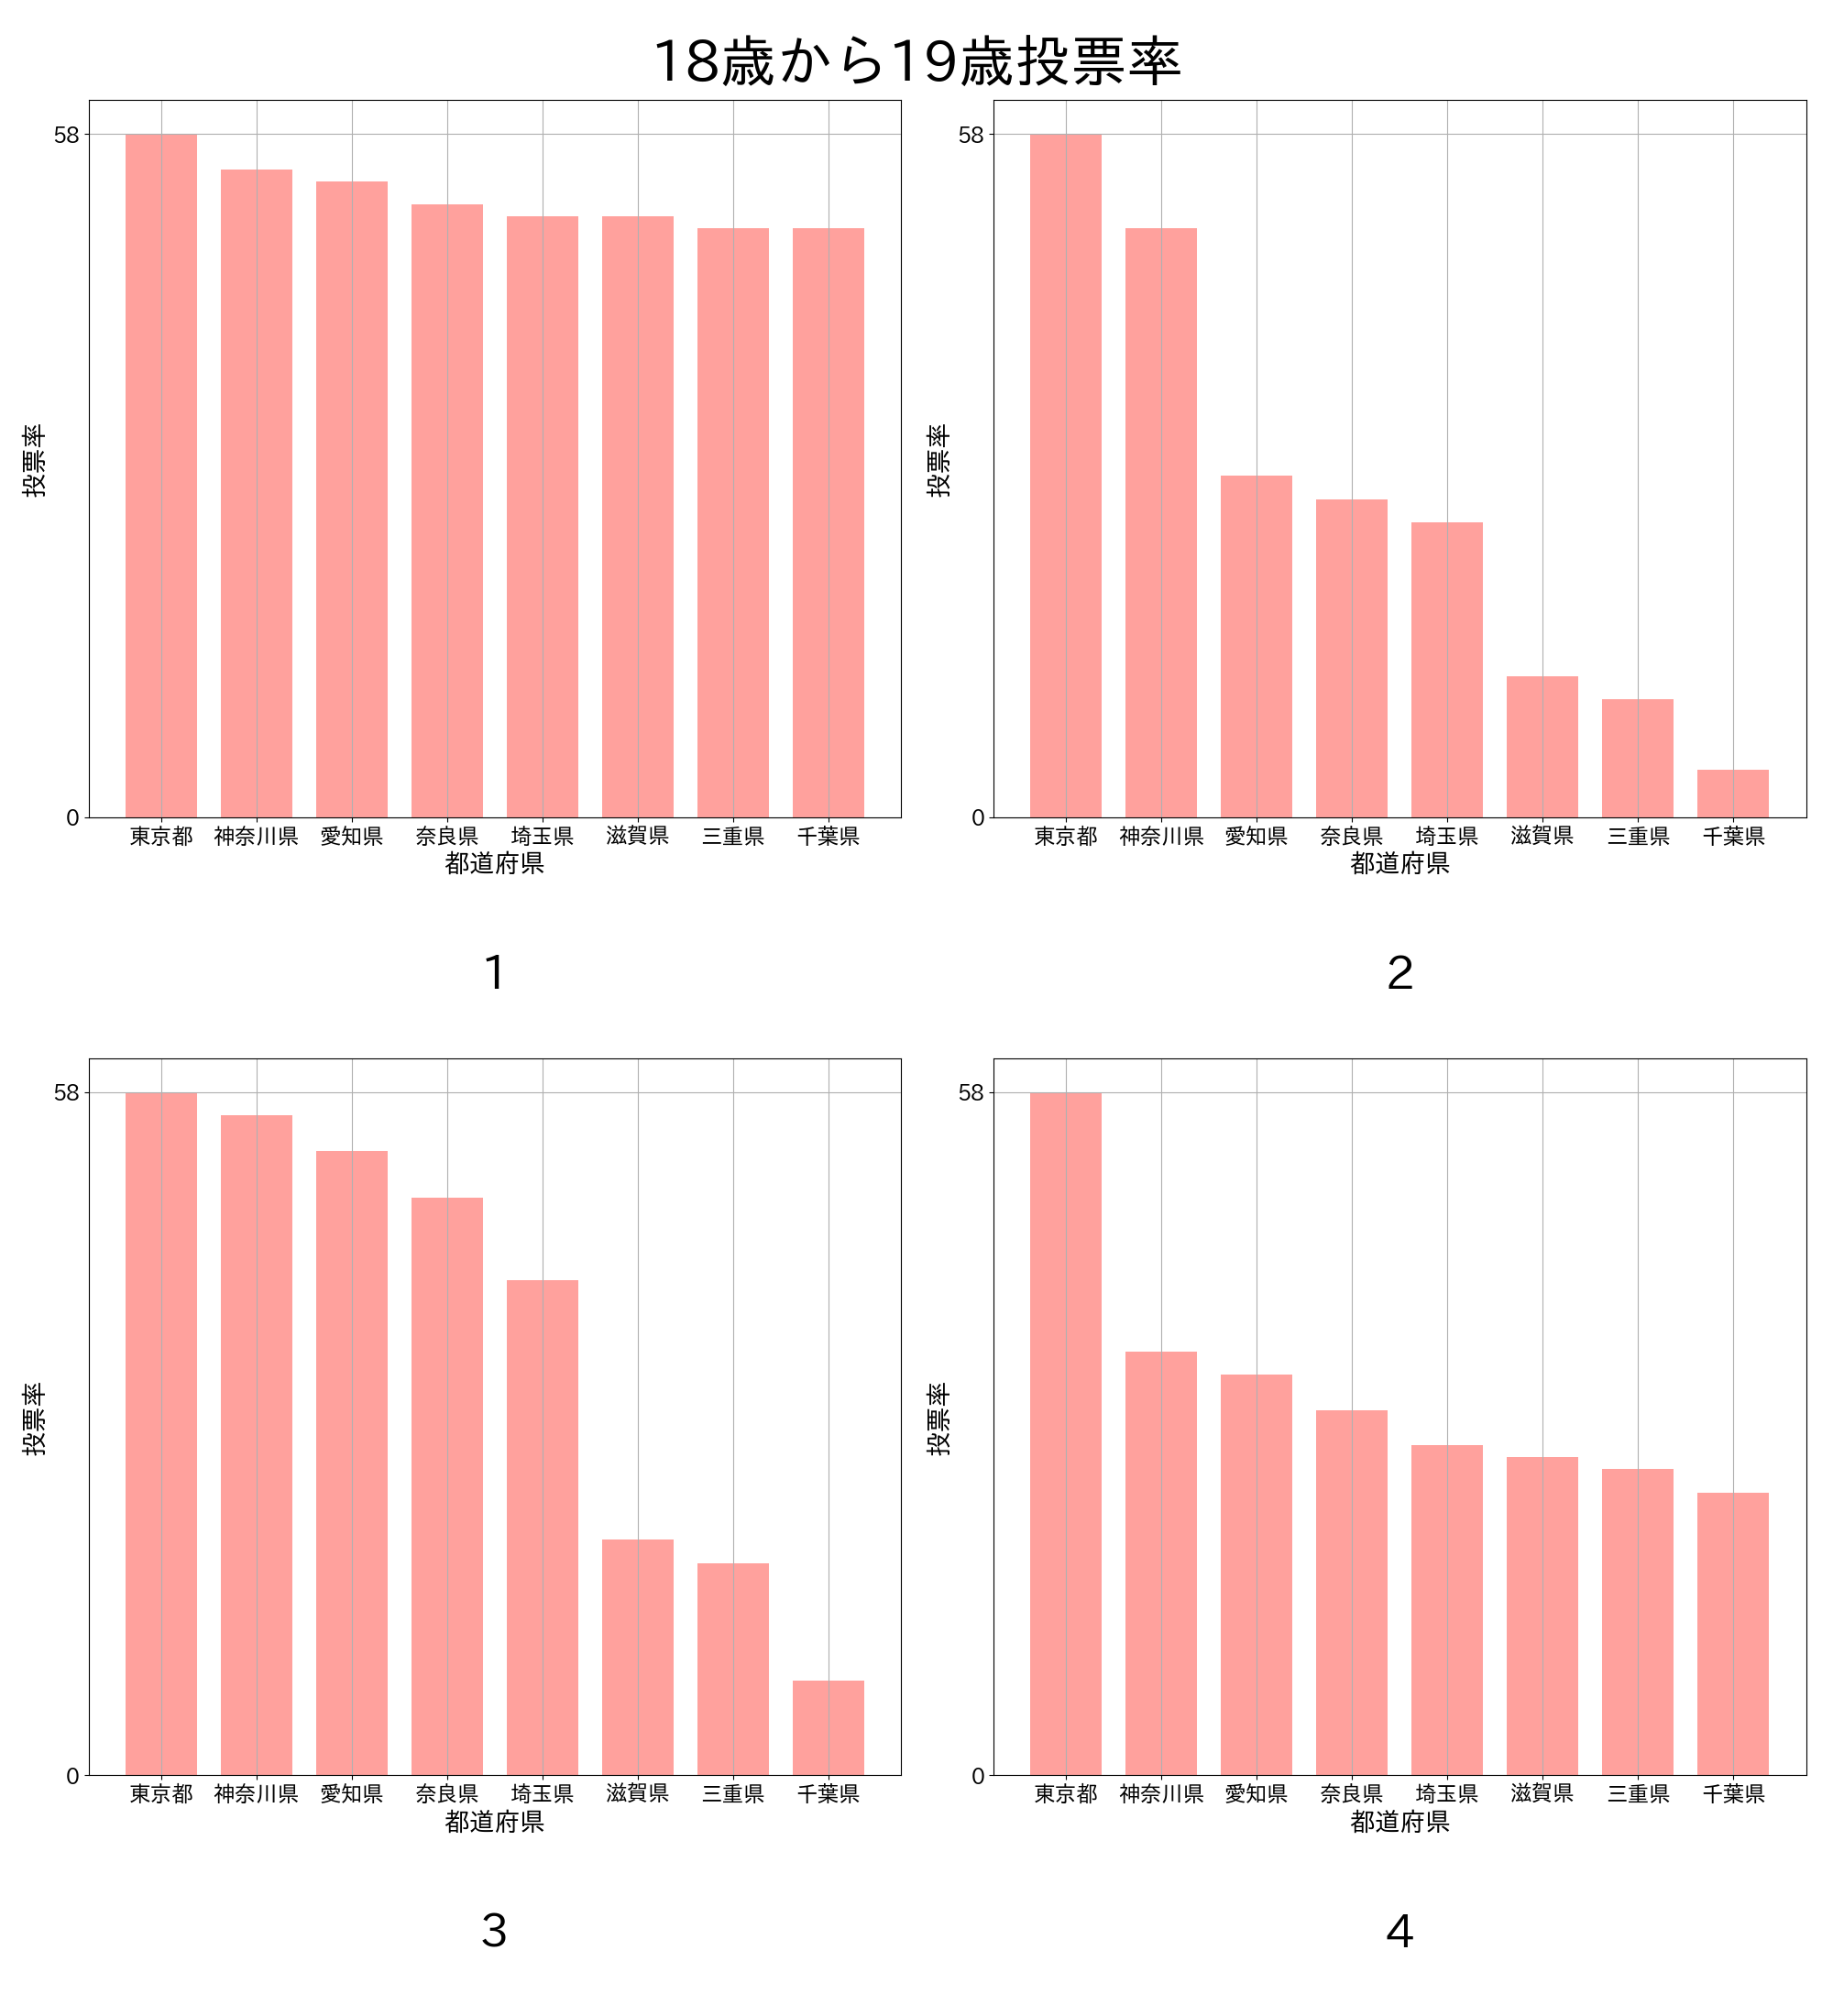 18歳から19歳投票率
58
0
投票率
東京都 神奈川県 愛知県 奈良県 埼玉県 滋賀県 三重県 千葉県
都道府県
1
58
0
投票率
東京都 神奈川県 愛知県 奈良県 埼玉県 滋賀県 三重県 千葉県
都道府県
2
58
0
投票率
東京都 神奈川県 愛知県 奈良県 埼玉県 滋賀県 三重県 千葉県
都道府県
3
58
0
投票率
東京都 神奈川県 愛知県 奈良県 埼玉県 滋賀県 三重県 千葉県
都道府県
4